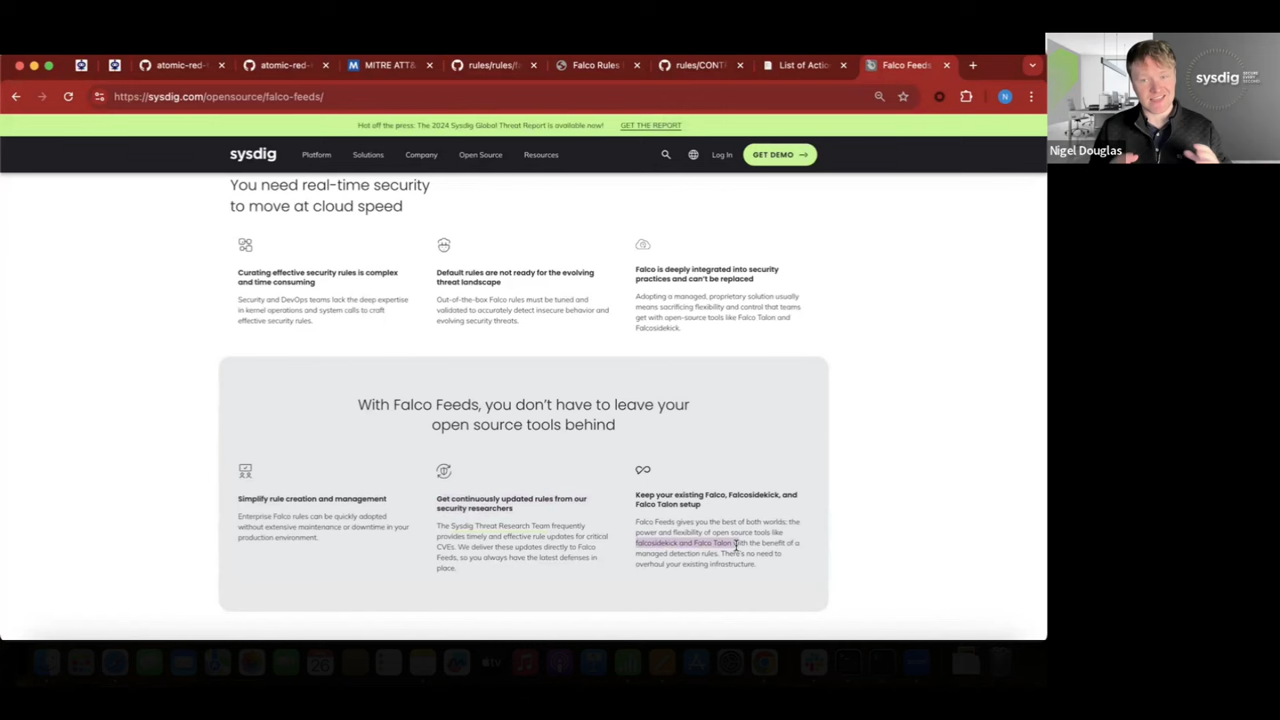 atomic-red-
atomic-red-
MITRE ATT&
rules/rules/fa
Falco Rules
rules/CONT
List of Actio
Falco Feeds
https://sysdig.com/opensource/falco-feeds/
N
Hot off the press: The 2024 Sysdig Global Threat Report is available now! GET THE REPORT
sysdig
Platform
Solutions
Company
Open Source
Resources
Log In
GET DEMO
You need real-time security
to move at cloud speed
Curating effective security rules is complex
and time consuming
Security and DevOps teams lack the deep expertise
in kernel operations and system calls to craft
effective security rules.
Default rules are not ready for the evolving
threat landscape
Out-of-the-box Falco rules must be tuned and
validated to accurately detect insecure behavior and
evolving security threats.
Falco is deeply integrated into security
practices and can't be replaced
Adopting a managed, proprietary solution usually
means sacrificing flexibility and control that teams
get with open-source tools like Falco Talon and
Falcosidekick.
With Falco Feeds, you don't have to leave your
open source tools behind
Simplify rule creation and management
Enterprise Falco rules can be quickly adopted
without extensive maintenance or downtime in your
production environment.
Get continuously updated rules from our
security researchers
The Sysdig Threat Research Team frequently
provides timely and effective rule updates for critical
CVEs. We deliver these updates directly to Falco
Feeds, so you always have the latest defenses in
place.
Keep your existing Falco, Falcosidekick, and
Falco Talon setup
Falco Feeds gives you the best of both worlds: the
power and flexibility of open source tools like
falcosidekick and Falco Talon with the benefit of a
managed detection rules. There's no need to
overhaul your existing infrastructure.
sysdig
SECURE
EVERY
SECOND
Nigel Douglas
26
tv